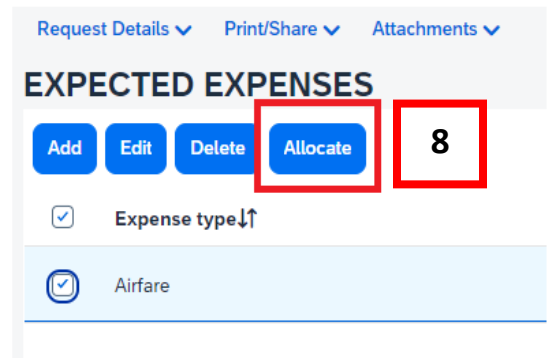 Request Details Print/Share Attachments
EXPECTED EXPENSES
Add Edit Delete Allocate 8
Expense type↓↑
Airfare